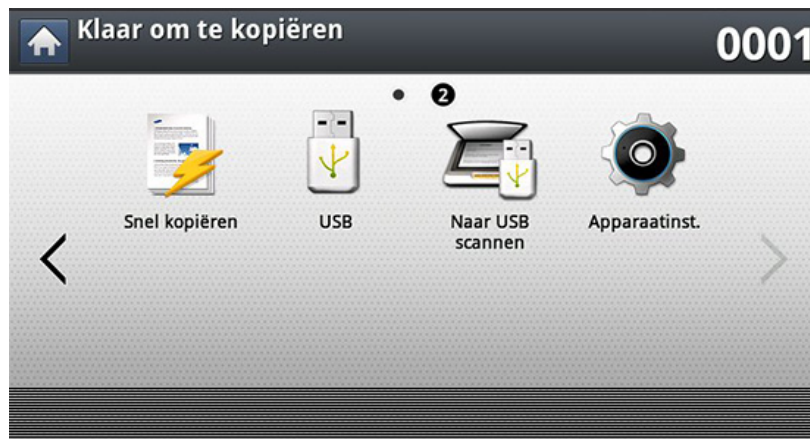 Klaar om te kopiëren
0001
2
Snel kopiëren
USB
Naar USB
scannen
Apparaatinst.